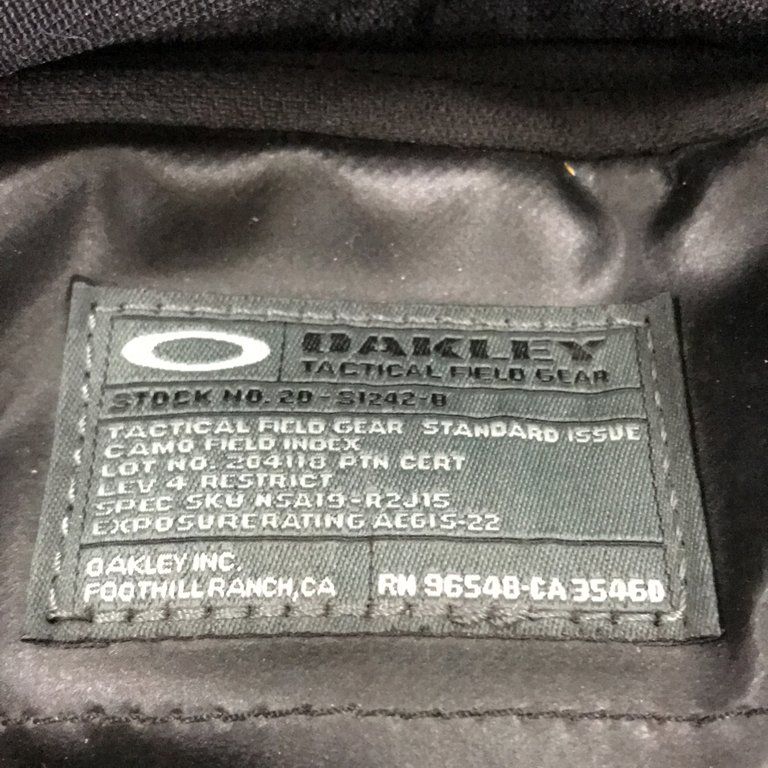 OAKLEY
TACTICAL FIELD GEAR
STOCK NO. 20-S1242-B
TACTICAL FIELD GEAR STANDARD ISSUE
CAMO FIELD INDEX
LOT NO. 204118 PTN CERT
LEV 4 RESTRICT
SPEC SKU NSA19-R2J15
EXPOSURE RATING AEGIS-22
OAKLEY INC.
FOOTHILL RANCH, CA
RN 96548-CA 35460